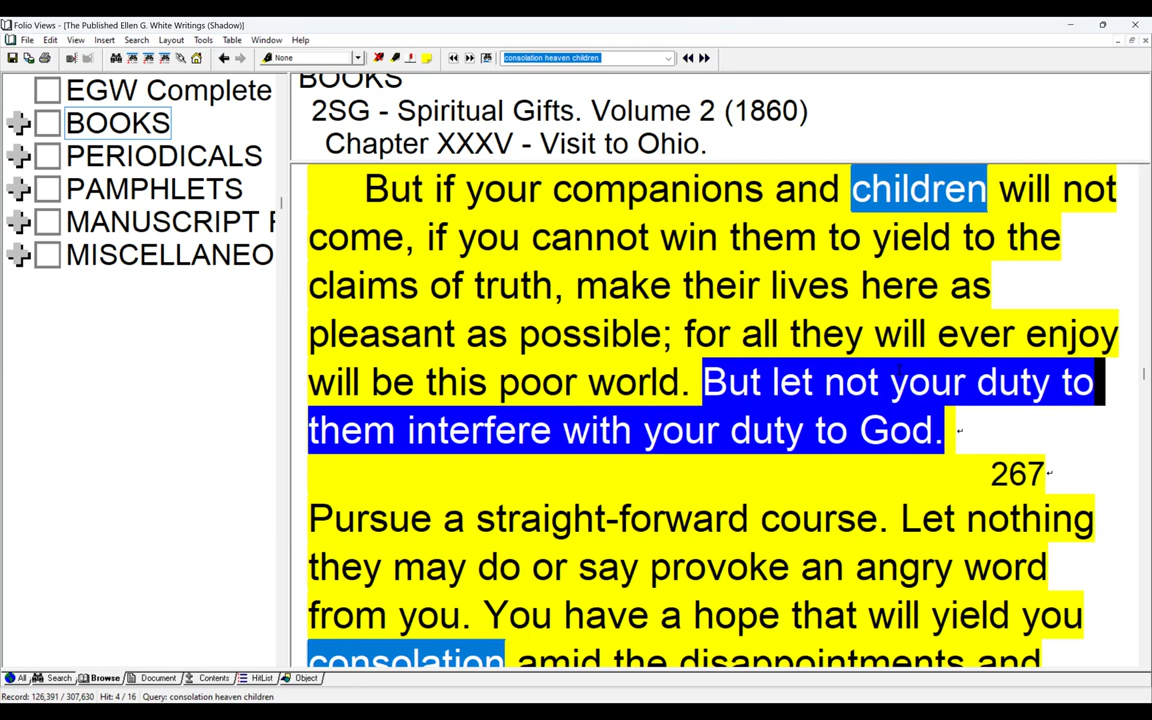 Folio Views - [The Published Ellen G. White Writings (Shadow)]
File Edit View Insert Search Layout Tools Table Window Help
None
consolation heaven children
EGW Complete
BOOKS
PERIODICALS
PAMPHLETS
MANUSCRIPT
MISCELLANEO
BOOKS
2SG - Spiritual Gifts. Volume 2 (1860)
Chapter XXXV - Visit to Ohio.
But if your companions and children will not
come, if you cannot win them to yield to the
claims of truth, make their lives here as
pleasant as possible; for all they will ever enjoy
will be this poor world. But let not your duty to
them interfere with your duty to God.
267
Pursue a straight-forward course. Let nothing
they may do or say provoke an angry word
from you. You have a hope that will yield you
consolation amid the disappointments and
All Search Browse Document Contents HitList Object
Record: 126,391 / 307,630 Hit: 4 / 16 Query: consolation heaven children